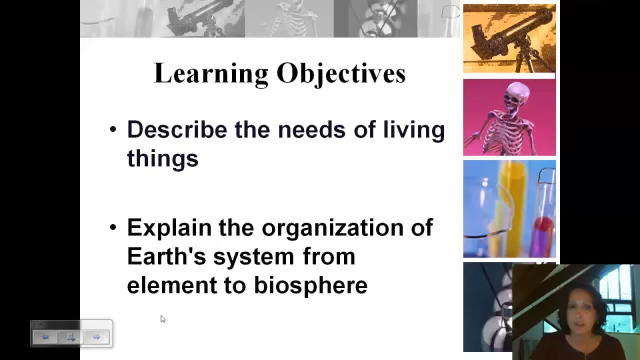 Learning Objectives
• Describe the needs of living
things
• Explain the organization of
Earth's system from
element to biosphere